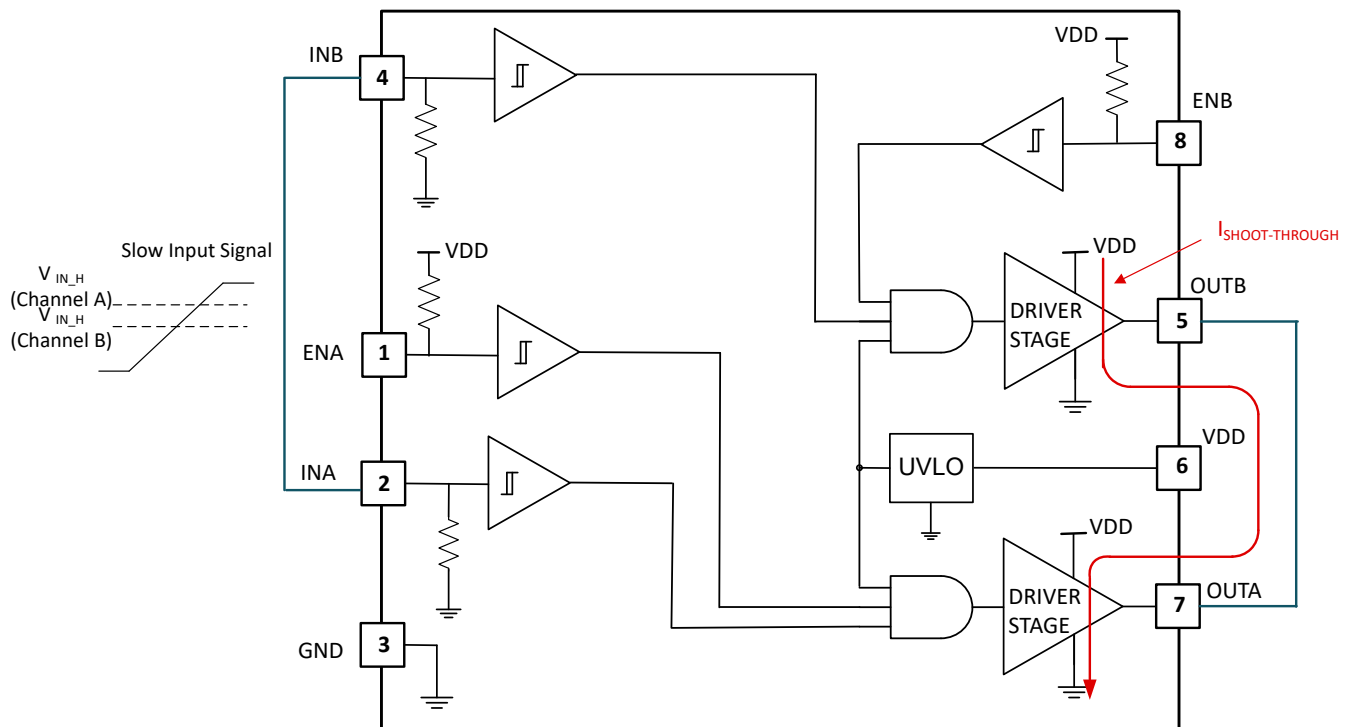 VDD
INB
4
ENB
8
Slow Input Signal
VDD
VDD
I SHOOT-THROUGH
V IN_H
(Channel A)
V IN_H
(Channel B)
OUTB
DRIVER
STAGE
5
ENA
1
VDD
INA
2
UVLO
6
VDD
DRIVER
STAGE
OUTA
7
GND
3